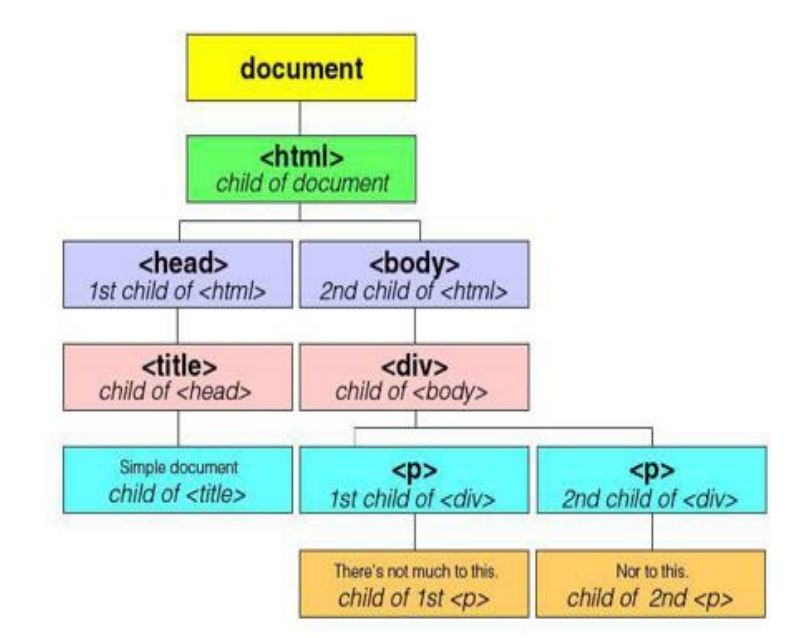 document
<html>
child of document
<head>
1st child of <html>
<body>
2nd child of <html>
<title>
child of <head>
<div>
child of <body>
Simple document
child of <title>
<p>
1st child of <div>
<p>
2nd child of <div>
There's not much to this.
child of 1st <p>
Nor to this.
child of 2nd <p>